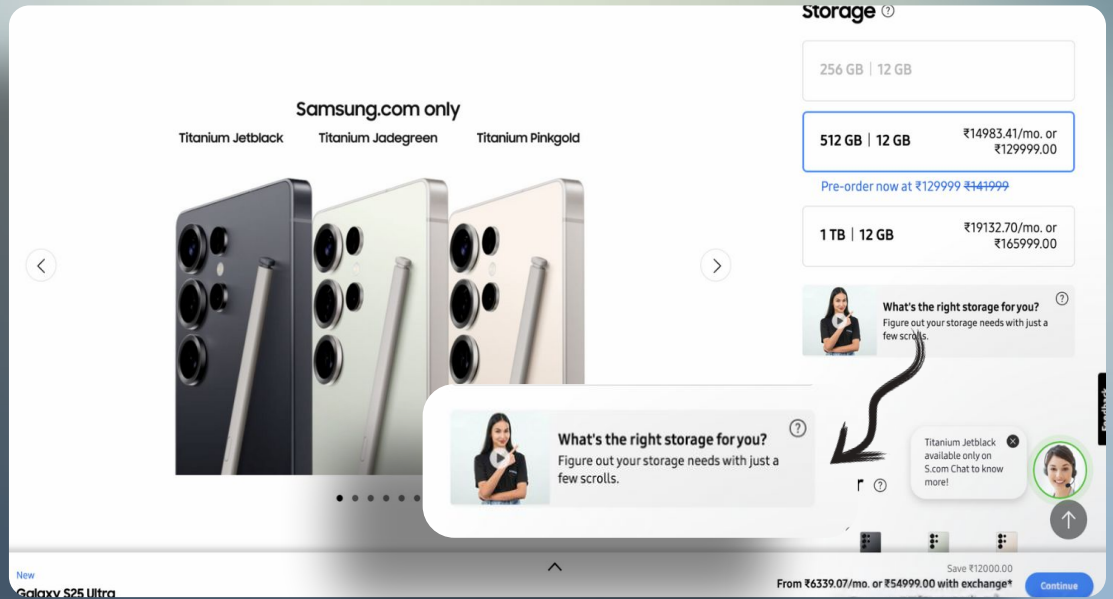 Storage ?
256 GB | 12 GB
Samsung.com only
Titanium Jetblack Titanium Jadegreen Titanium Pinkgold
512 GB | 12 GB
₹14983.41/mo. or
₹129999.00
Pre-order now at ₹129999 ₹141999
1 TB | 12 GB
₹19132.70/mo. or
₹165999.00
What's the right storage for you?
Figure out your storage needs with just a
few scrolls.
?
What's the right storage for you?
Figure out your storage needs with just a
few scrolls.
?
Feedback
Titanium Jetblack
available only on
S.com Chat to know
more!
r ?
New
Galaxy S25 Ultra
Save ₹12000.00
From ₹6339.07/mo. or ₹54999.00 with exchange*
Continue